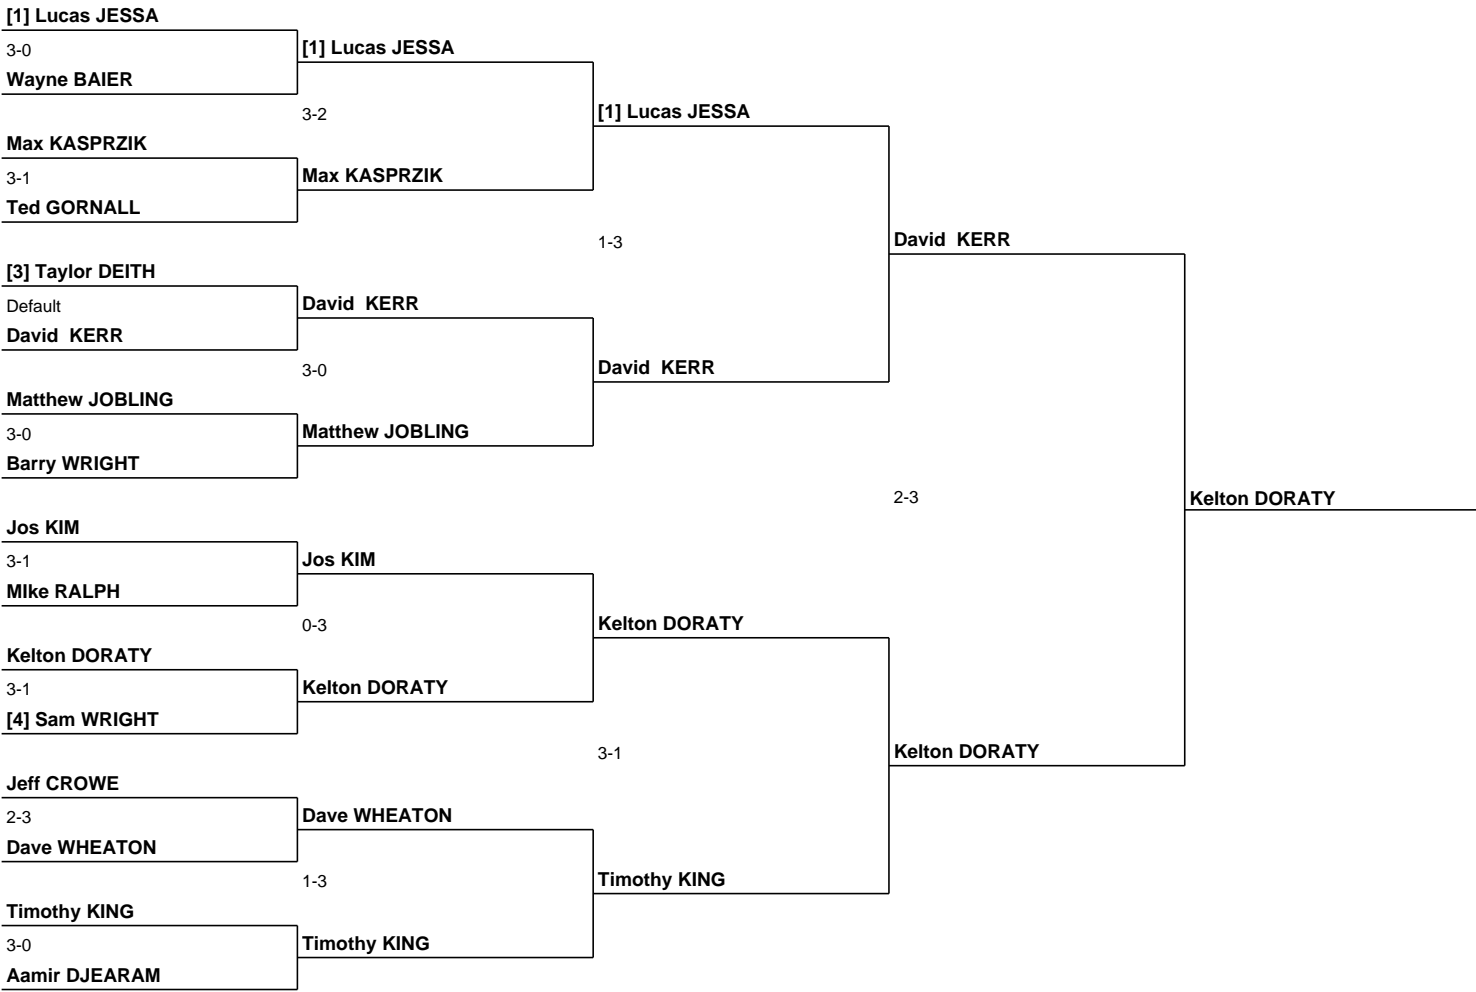 [1] Lucas JESSA
3-0
Wayne BAIER
Max KASPRZIK
3-1
Ted GORNALL
[3] Taylor DEITH
Default
David  KERR
Matthew JOBLING
3-0
Barry WRIGHT
Jos KIM
3-1
MIke RALPH
Kelton DORATY
3-1
[4] Sam WRIGHT
Jeff CROWE
2-3
Dave WHEATON
Timothy KING
3-0
Aamir DJEARAM
[1] Lucas JESSA
3-2
Max KASPRZIK
David  KERR
3-0
Matthew JOBLING
Jos KIM
0-3
Kelton DORATY
Dave WHEATON
1-3
Timothy KING
[1] Lucas JESSA
1-3
David  KERR
Kelton DORATY
3-1
Timothy KING
David  KERR
2-3
Kelton DORATY
Kelton DORATY